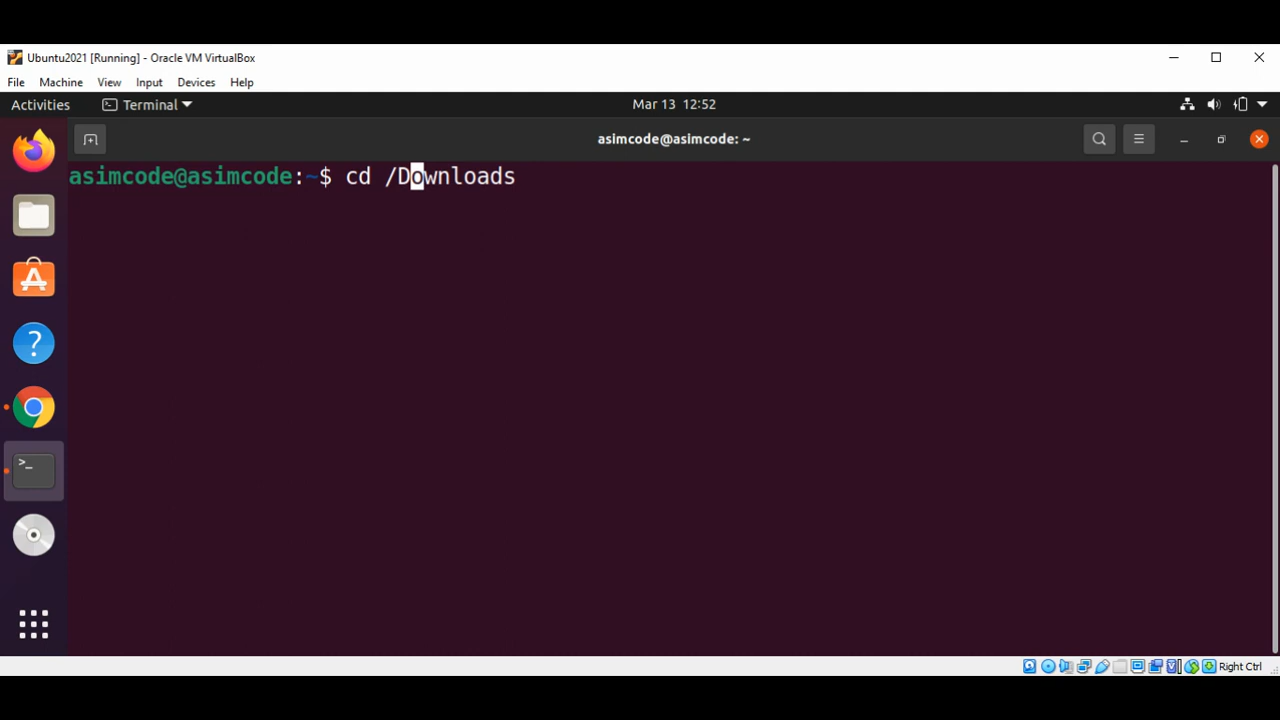 Ubuntu2021 [Running] - Oracle VM VirtualBox
File Machine View Input Devices Help
Activities Terminal Mar 13 12:52
asimcode@asimcode: ~
asimcode@asimcode:~$ cd /Downloads
Right Ctrl